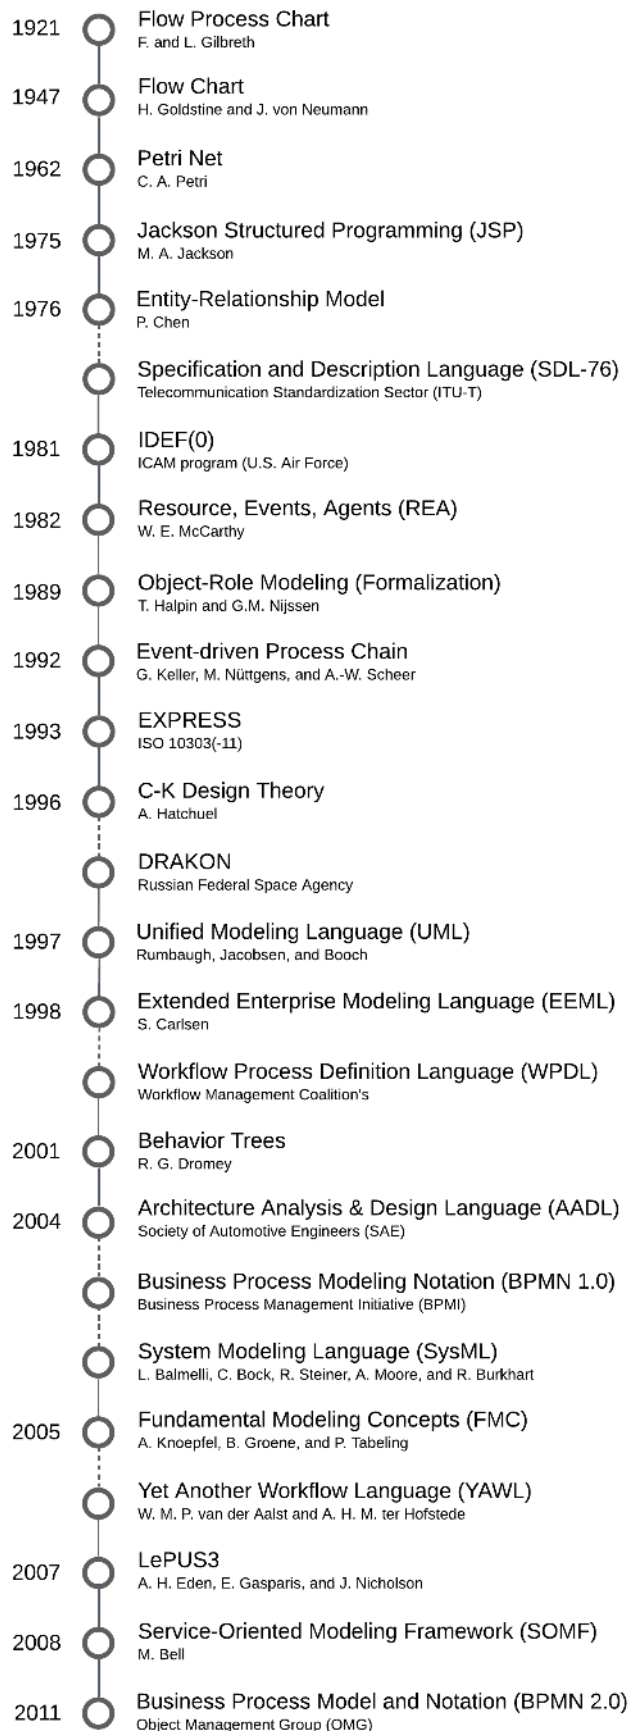 1921
Flow Process Chart
F. and L. Gilbreth
1947
Flow Chart
H. Goldstine and J. von Neumann
1962
Petri Net
C. A. Petri
1975
Jackson Structured Programming (JSP)
M. A. Jackson
1976
Entity-Relationship Model
P. Chen
Specification and Description Language (SDL-76)
Telecommunication Standardization Sector (ITU-T)
1981
IDEF(0)
ICAM program (U.S. Air Force)
1982
Resource, Events, Agents (REA)
W. E. McCarthy
1989
Object-Role Modeling (Formalization)
T. Halpin and G.M. Nijssen
1992
Event-driven Process Chain
G. Keller, M. Nüttgens, and A.-W. Scheer
1993
EXPRESS
ISO 10303(-11)
1996
C-K Design Theory
A. Hatchuel
DRAKON
Russian Federal Space Agency
1997
Unified Modeling Language (UML)
Rumbaugh, Jacobsen, and Booch
1998
Extended Enterprise Modeling Language (EEML)
S. Carlsen
Workflow Process Definition Language (WPDL)
Workflow Management Coalition's
2001
Behavior Trees
R. G. Dromey
2004
Architecture Analysis & Design Language (AADL)
Society of Automotive Engineers (SAE)
Business Process Modeling Notation (BPMN 1.0)
Business Process Management Initiative (BPMI)
System Modeling Language (SysML)
L. Balmelli, C. Bock, R. Steiner, A. Moore, and R. Burkhart
2005
Fundamental Modeling Concepts (FMC)
A. Knoepfel, B. Groene, and P. Tabeling
Yet Another Workflow Language (YAWL)
W. M. P. van der Aalst and A. H. M. ter Hofstede
2007
LePUS3
A. H. Eden, E. Gasparis, and J. Nicholson
2008
Service-Oriented Modeling Framework (SOMF)
M. Bell
2011
Business Process Model and Notation (BPMN 2.0)
Object Management Group (OMG)